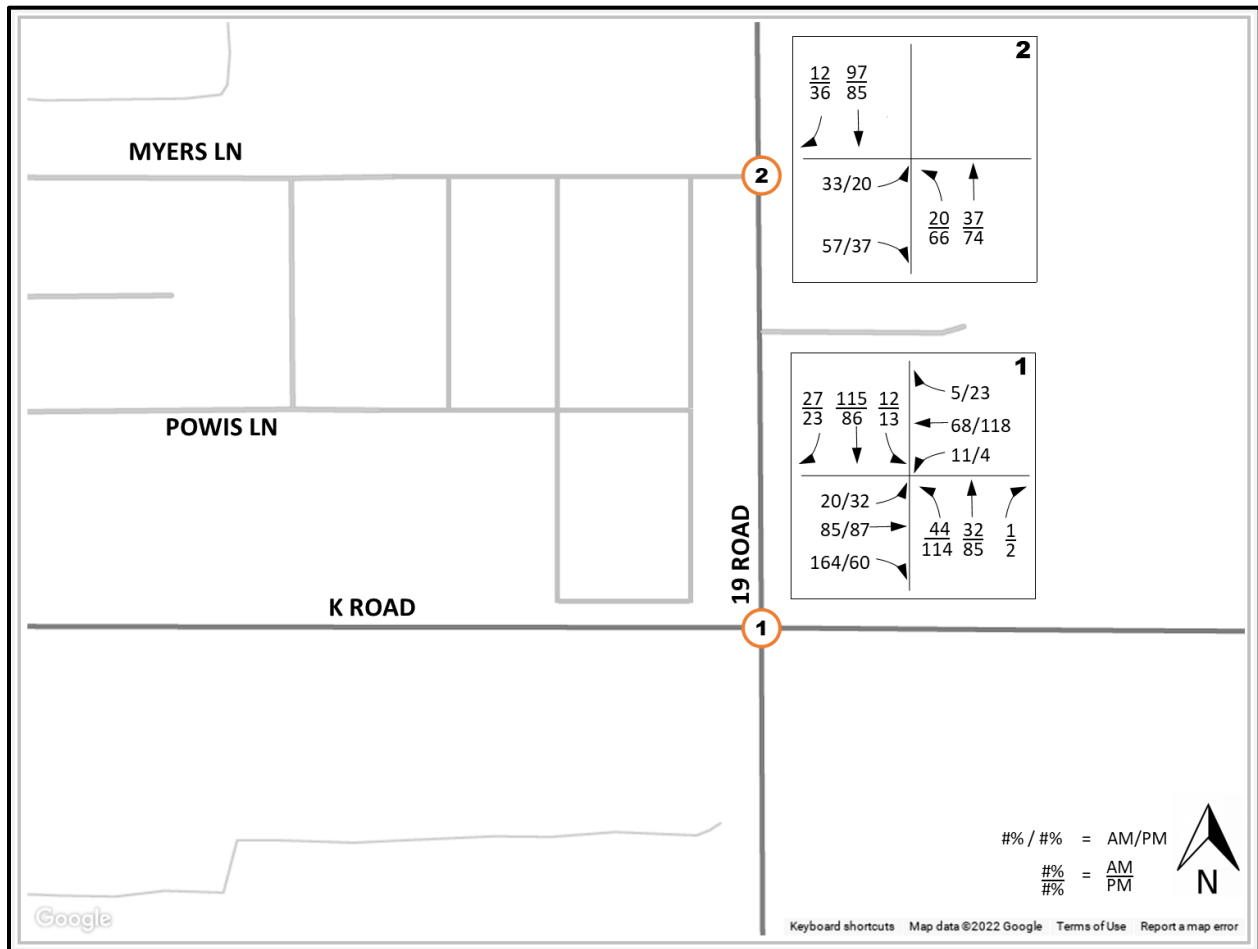 2
12 97
36 85
MYERS LN
2
33/20
20 37
66 74
57/37
1
5/23
27 115 12
23 86 13
POWIS LN
68/118
11/4
20/32
85/87
44 32 1
114 85 2
164/60
19 ROAD
K ROAD
1
#% / #% = AM/PM
#% = AM
#% PM
N
Google
Keyboard shortcuts Map data ©2022 Google Terms of Use Report a map error